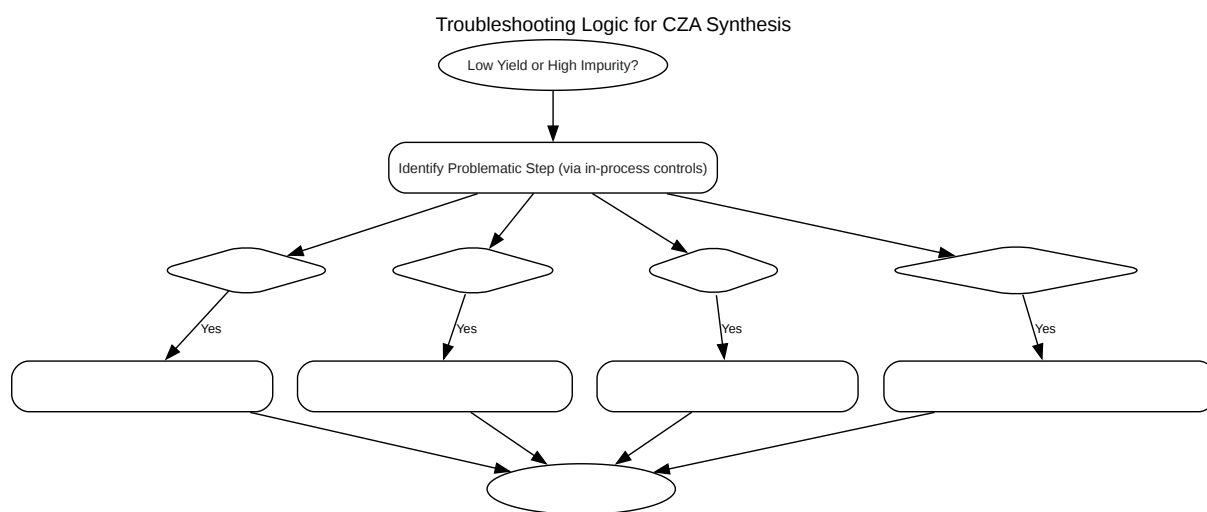 Troubleshooting Logic for CZA Synthesis
Low Yield or High Impurity?
Identify Problematic Step (via in-process controls)
Yes
Yes
Yes
Yes